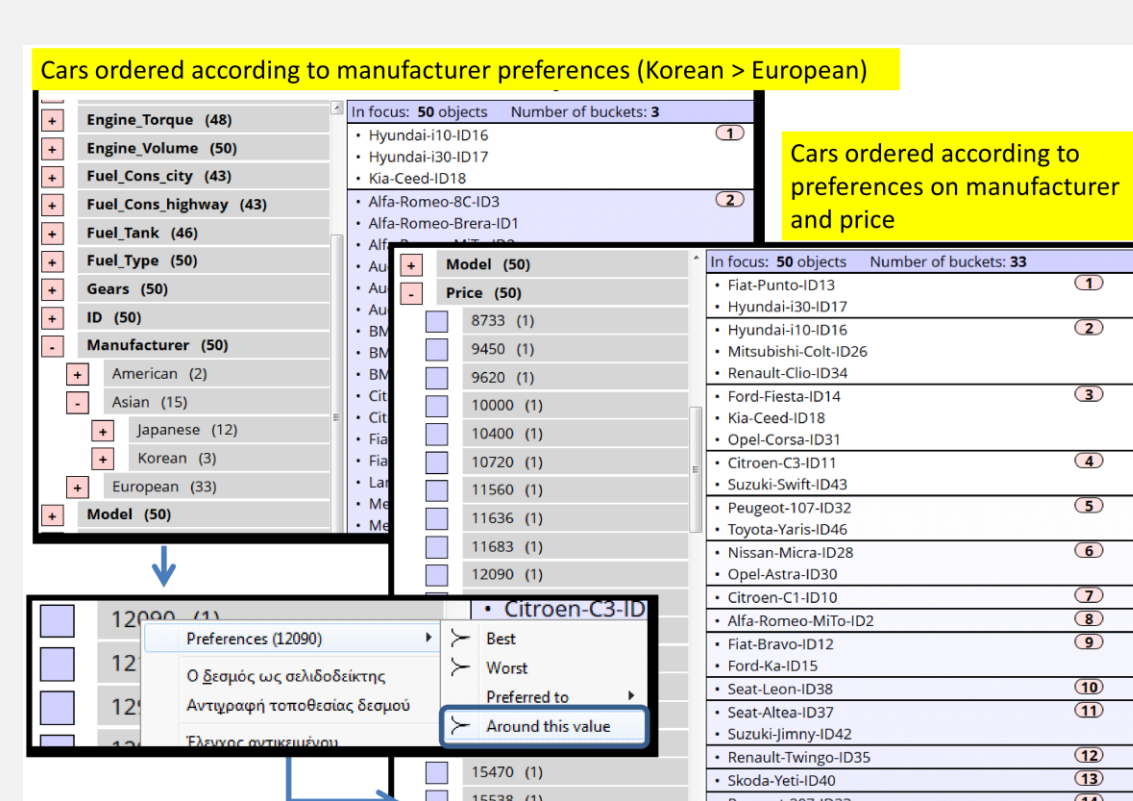 Cars ordered according to manufacturer preferences (Korean > European)
+ Engine_Torque (48)
+ Engine_Volume (50)
+ Fuel_Cons_city (43)
+ Fuel_Cons_highway (43)
+ Fuel_Tank (46)
+ Fuel_Type (50)
+ Gears (50)
+ ID (50)
- Manufacturer (50)
+ American (2)
- Asian (15)
+ Japanese (12)
+ Korean (3)
+ European (33)
+ Model (50)
In focus: 50 objects Number of buckets: 3
• Hyundai-i10-ID16 1
• Hyundai-i30-ID17
• Kia-Ceed-ID18
• Alfa-Romeo-8C-ID3 2
• Alfa-Romeo-Brera-ID1
Cars ordered according to
preferences on manufacturer
and price
+ Model (50)
- Price (50)
8733 (1)
9450 (1)
9620 (1)
10000 (1)
10400 (1)
10720 (1)
11560 (1)
11636 (1)
11683 (1)
12090 (1)
15470 (1)
15538 (1)
In focus: 50 objects Number of buckets: 33
• Fiat-Punto-ID13 1
• Hyundai-i30-ID17
• Hyundai-i10-ID16 2
• Mitsubishi-Colt-ID26
• Renault-Clio-ID34
• Ford-Fiesta-ID14 3
• Kia-Ceed-ID18
• Opel-Corsa-ID31
• Citroen-C3-ID11 4
• Suzuki-Swift-ID43
• Peugeot-107-ID32 5
• Toyota-Yaris-ID46
• Nissan-Micra-ID28 6
• Opel-Astra-ID30
• Citroen-C1-ID10 7
• Alfa-Romeo-MiTo-ID2 8
• Fiat-Bravo-ID12 9
• Ford-Ka-ID15
• Seat-Leon-ID38 10
• Seat-Altea-ID37 11
• Suzuki-Jimny-ID42
• Renault-Twingo-ID35 12
• Skoda-Yeti-ID40 13
12090 (1)
• Citroen-C3-ID
Preferences (12090)
Ο δεσμός ως σελιδοδείκτης
Αντιγραφή τοποθεσίας δεσμού
Έλεγχος αντικειμένου
Best
Worst
Preferred to
Around this value